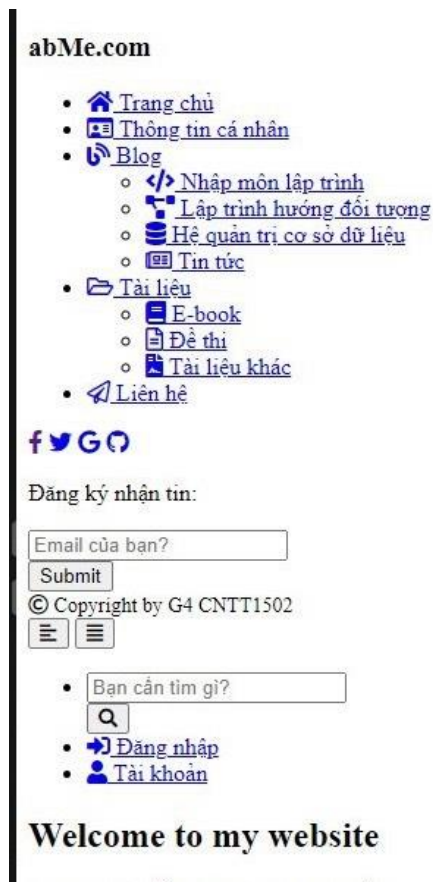 abMe.com
Trang chủ
Thông tin cá nhân
Blog
Nhập môn lập trình
Lập trình hướng đối tượng
Hệ quản trị cơ sở dữ liệu
Tin tức
Tài liệu
E-book
Đề thi
Tài liệu khác
Liên hệ
Đăng ký nhận tin:
Email của bạn?
Submit
© Copyright by G4 CNTT1502
Bạn cần tìm gì?
Đăng nhập
Tài khoản
Welcome to my website